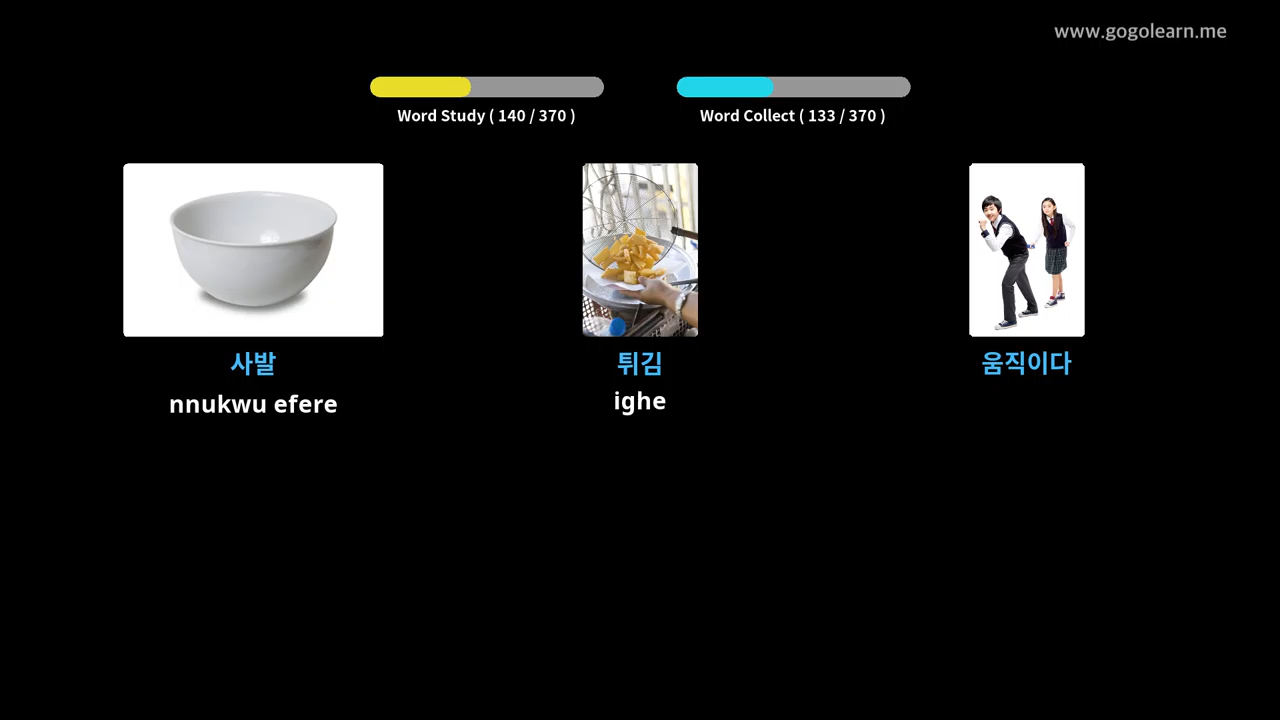 www.gogolearn.me
Word Study ( 140 / 370 )
Word Collect ( 133 / 370 )
사발
튀김
움직이다
nnukwu efere
ighe